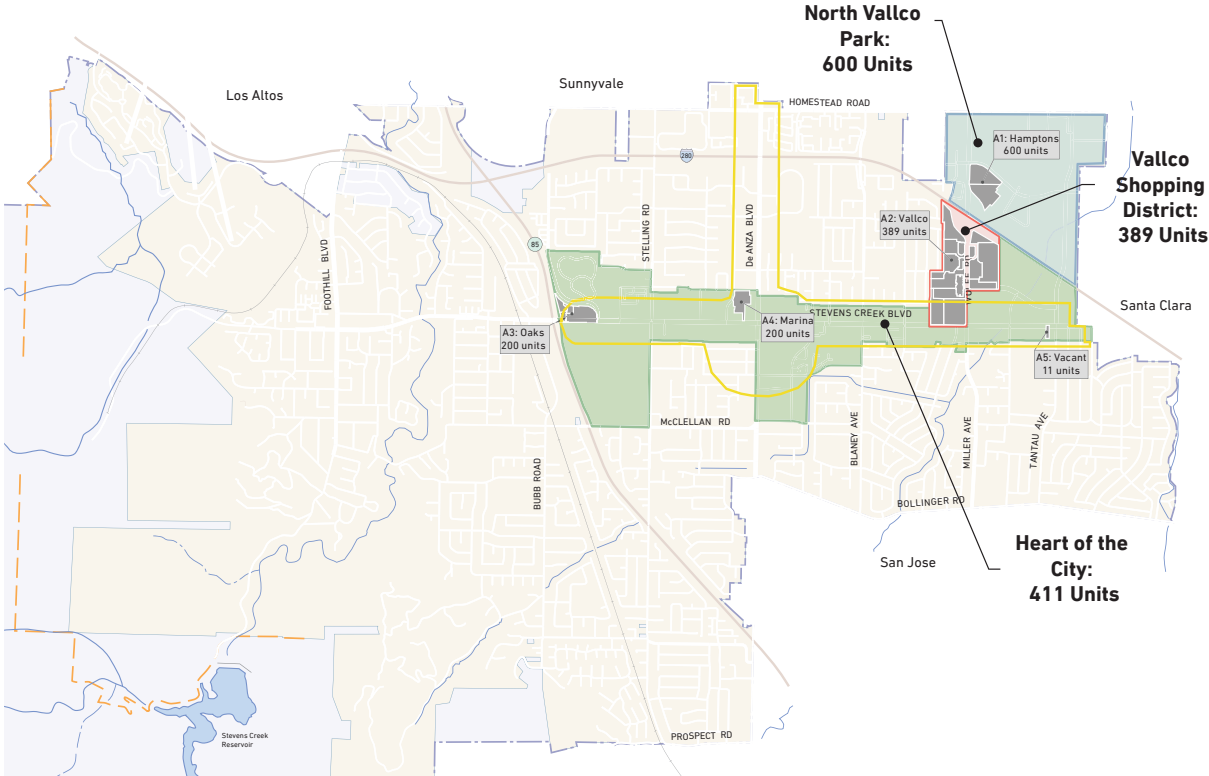 North Vallco
Park:
600 Units
Los Altos
Sunnyvale
HOMESTEAD ROAD
280
A1: Hamptons
600 units
Vallco
Shopping
District:
389 Units
STELLING RD
De ANZA BLVD
A2: Vallco
389 units
85
FOOTHILL BLVD
Santa Clara
STEVENS CREEK BLVD
A3: Oaks
200 units
A4: Marina
200 units
A5: Vacant
11 units
McCLELLAN RD
BLANEY AVE
MILLER AVE
TANTAU AVE
BUBB ROAD
BOLLINGER RD
San Jose
Heart of the
City:
411 Units
Stevens Creek
Reservoir
PROSPECT RD